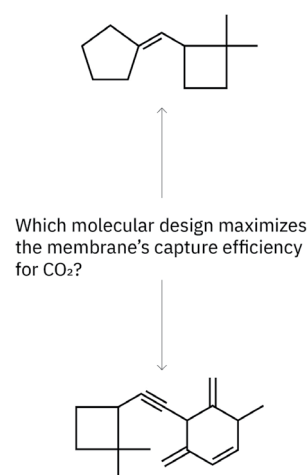 Which molecular design maximizes
the membrane’s capture efficiency
for CO₂?